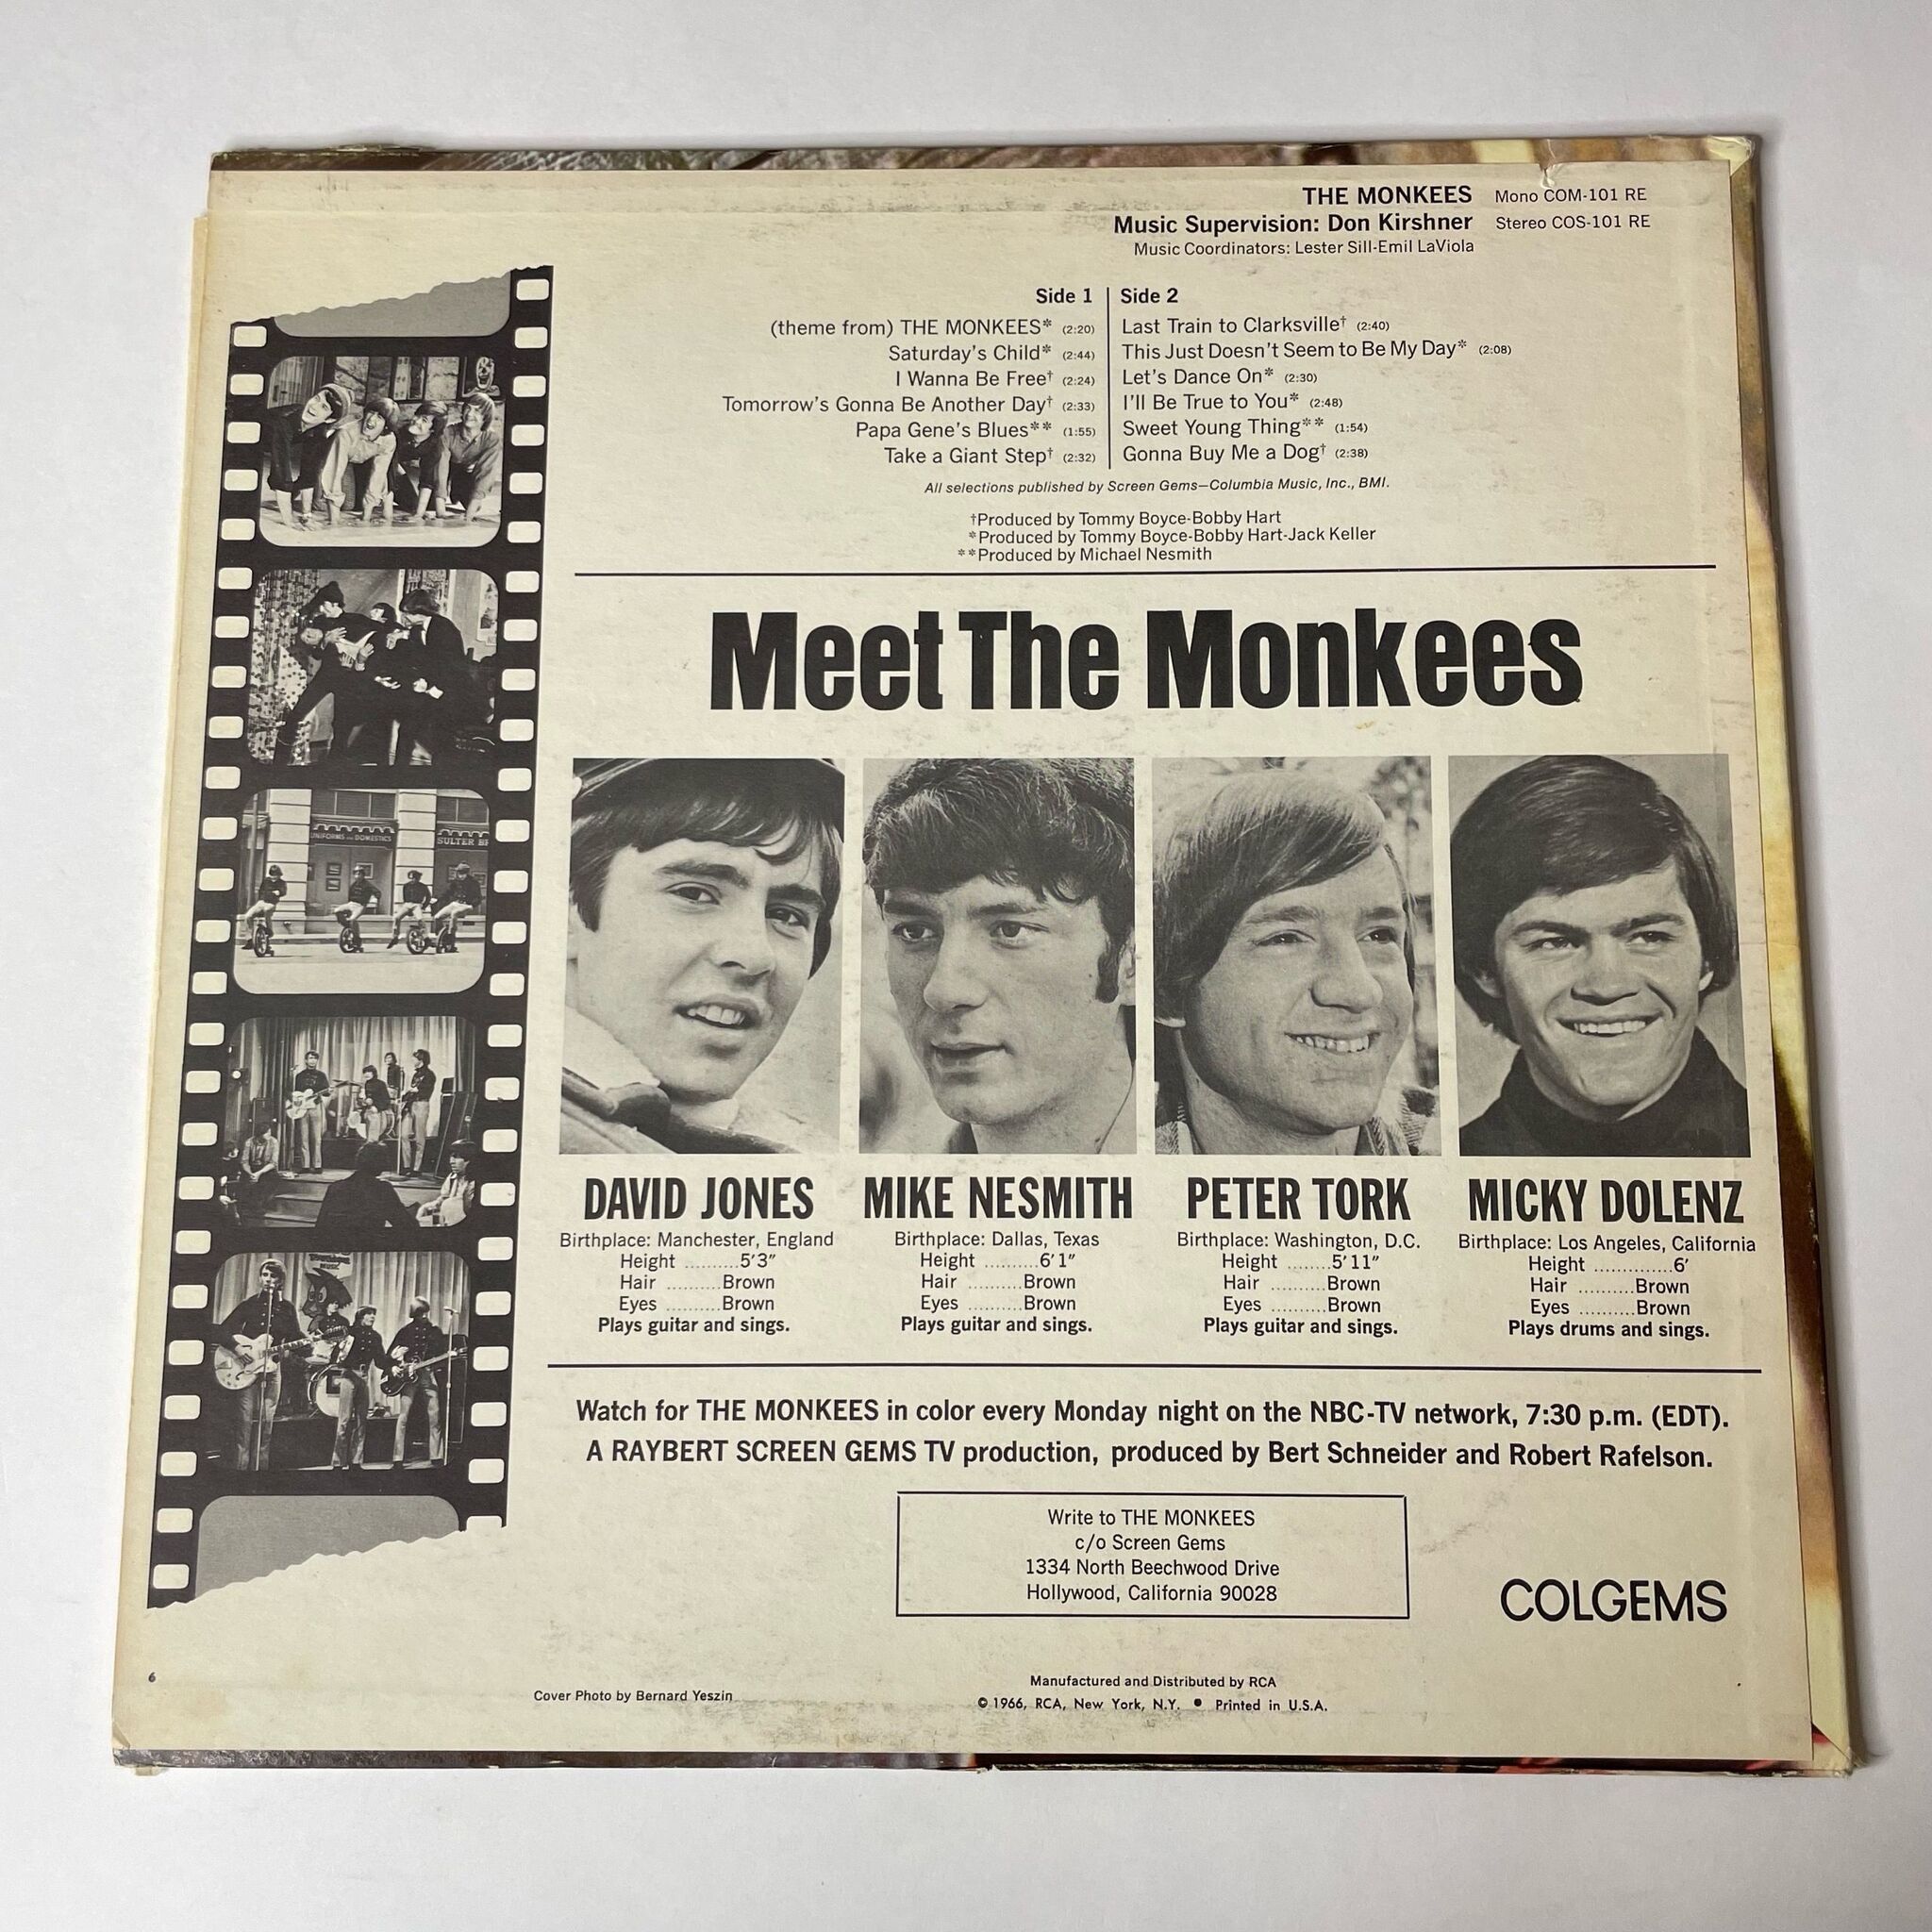 THE MONKEES Mono COM-101 RE
Music Supervision: Don Kirshner Stereo COS-101 RE
Music Coordinators: Lester Sill-Emil LaViola
Side 1
(theme from) THE MONKEES* (2:20)
Saturday's Child* (2:44)
I Wanna Be Free† (2:24)
Tomorrow's Gonna Be Another Day† (2:33)
Papa Gene's Blues** (1:55)
Take a Giant Step† (2:32)
Side 2
Last Train to Clarksville† (2:40)
This Just Doesn't Seem to Be My Day* (2:08)
Let's Dance On* (2:30)
I'll Be True to You* (2:48)
Sweet Young Thing** (1:54)
Gonna Buy Me a Dog† (2:38)
All selections published by Screen Gems—Columbia Music, Inc., BMI.
†Produced by Tommy Boyce-Bobby Hart
*Produced by Tommy Boyce-Bobby Hart-Jack Keller
**Produced by Michael Nesmith
Meet The Monkees
UNIFORMS DOMESTICS
SULTER
MUSIC
DAVID JONES
Birthplace: Manchester, England
Height ..........5'3"
Hair ..........Brown
Eyes ..........Brown
Plays guitar and sings.
MIKE NESMITH
Birthplace: Dallas, Texas
Height ..........6'1"
Hair ..........Brown
Eyes ..........Brown
Plays guitar and sings.
PETER TORK
Birthplace: Washington, D.C.
Height ........5'11"
Hair ..........Brown
Eyes ..........Brown
Plays guitar and sings.
MICKY DOLENZ
Birthplace: Los Angeles, California
Height ..............6'
Hair ..........Brown
Eyes ..........Brown
Plays drums and sings.
Watch for THE MONKEES in color every Monday night on the NBC-TV network, 7:30 p.m. (EDT).
A RAYBERT SCREEN GEMS TV production, produced by Bert Schneider and Robert Rafelson.
Write to THE MONKEES
c/o Screen Gems
1334 North Beechwood Drive
Hollywood, California 90028
COLGEMS
6
Cover Photo by Bernard Yeszin
Manufactured and Distributed by RCA
© 1966, RCA, New York, N.Y. • Printed in U.S.A.